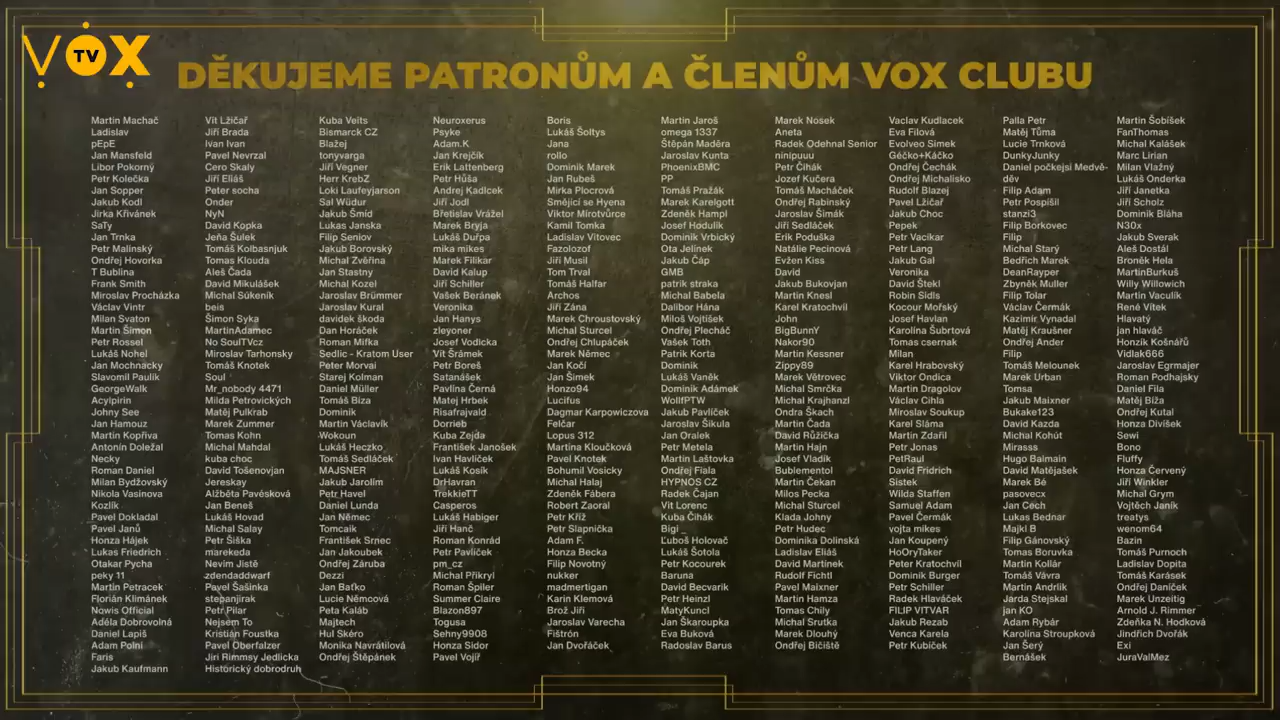 VOX
TV
DĚKUJEME PATRONŮM A ČLENŮM VOX CLUBU
Martin Machač
Ladislav
pEpE
Jan Mansfeld
Libor Pokorný
Petr Kolečka
Jan Sopper
Jakub Kodl
Jirka Křivánek
SaTy
Jan Trnka
Petr Malinský
Ondřej Hovorka
T Bublina
Frank Smith
Miroslav Procházka
Václav Vintr
Milan Svaton
Martin Šimon
Petr Rossel
Lukáš Nohel
Jan Mochnacky
Slavomil Paulík
GeorgeWalk
Acylpirin
Johny See
Jan Hamouz
Martin Kopřiva
Antonín Doležal
Necky
Roman Daniel
Milan Bydžovský
Nikola Vasinova
Kozlík
Pavel Dokladal
Pavel Janů
Honza Hájek
Lukas Friedrich
Otakar Pycha
peky 11
Martin Petracek
Florián Klimánek
Nowis Official
Adéla Dobrovolná
Daniel Lapiš
Adam Polni
Faris
Jakub Kaufmann
Vít Lžičař
Jiří Brada
Ivan Ivan
Pavel Nevrzal
Cero Skaly
Jiří Eliáš
Peter socha
Onder
NyN
David Kopka
Jeňa Šulek
Tomáš Kolbasnjuk
Tomas Klouda
Aleš Čada
David Mikulášek
Michal Súkeník
beis
Šimon Syka
MartinAdamec
No SoulTVcz
Miroslav Tarhonsky
Tomáš Knotek
Soul
Mr_nobody 4471
Milda Petrovických
Matěj Pulkrab
Marek Zummer
Tomas Kohn
Michal Mahdal
kuba choc
David Tošenovjan
Jereskay
Alžběta Pavésková
Jan Beneš
Lukáš Hovad
Michal Salay
Petr Šiška
marekeda
Nevim Jistě
zdendaddwarf
Pavel Šašinka
stepanjirak
Petr Pilar
Nejsem To
Kristián Foustka
Pavel Oberfalzer
Jiri Rimmsy Jedlicka
Historický dobrodruh
Kuba Veits
Bismarck CZ
Blažej
tonyvarga
Jiří Vegner
Herr KrebZ
Loki Laufeyjarson
Sal Wüdur
Jakub Šmíd
Lukas Janska
Filip Seniov
Jakub Borovský
Michal Zvěřina
Jan Stastny
Michal Kozel
Jaroslav Brümmer
Jaroslav Kural
davidek škoda
Dan Horáček
Roman Mifka
Sedlic - Kratom User
Peter Morvai
Starej Kolman
Daniel Müller
Tomáš Bíza
Dominik
Martin Václavík
Wokoun
Lukáš Heczko
Tomáš Sedláček
MAJSNER
Jakub Jarolím
Petr Havel
Daniel Lunda
Jan Němec
Tomcaik
František Srnec
Jan Jakoubek
Ondřej Záruba
Dezzi
Jan Baťko
Lucie Němcová
Peta Kaláb
Majtech
Hul Skéro
Monika Navrátilová
Ondřej Štěpánek
Neuroxerus
Psyke
Adam.K
Jan Krejčík
Erik Lattenberg
Petr Hůša
Andrej Kadlcek
Jiří Jodl
Břetislav Vrážel
Marek Bryja
Lukáš Duřpa
mika mikes
Marek Filikar
David Kalup
Jiří Schiller
Vašek Beránek
Veronika
Jan Hanys
zleyoner
Josef Vodicka
Vít Šrámek
Petr Boreš
Satanášek
Pavlína Černá
Matej Hrbek
Risafrajvald
Dorrieb
Kuba Zejda
František Janošek
Ivan Havlíček
Lukáš Kosík
DrHavran
TrekkieTT
Casperos
Lukáš Habiger
Jiří Hanč
Roman Konrád
Petr Pavlíček
pm_cz
Michal Přikryl
Roman Špiler
Summer Claire
Blazon897
Togusa
Sehny9908
Honza Sidor
Pavel Vojíř
Boris
Lukáš Šoltys
Jana
rollo
Dominik Marek
Jan Rubeš
Mirka Plocrová
Smějící se Hyena
Viktor Mirotvůrce
Kamil Tomka
Ladislav Vitovec
Fazolozof
Jiří Musil
Tom Trval
Tomáš Halfar
Archos
Jiří Zána
Marek Chroustovský
Michal Sturcel
Ondřej Chlupáček
Marek Němec
Jan Kočí
Jan Šimek
Honzo94
Lucifus
Dagmar Karpowiczova
Felčar
Lopus 312
Martina Kloučková
Pavel Knotek
Bohumil Vosicky
Michal Halaj
Zdeněk Fábera
Robert Zaoral
Petr Kříž
Petr Slapnička
Adam F.
Honza Becka
Filip Novotný
nukker
madmertigan
Karin Klemová
Brož Jiří
Jaroslav Varecha
Fištrón
Jan Dvořáček
Martin Jaroš
omega 1337
Štěpán Maděra
Jaroslav Kunta
PhoenixBMC
PP
Tomáš Pražák
Marek Karelgott
Zdeněk Hampl
Josef Hodulik
Dominik Vrbický
Ota Jelínek
Jakub Čáp
GMB
patrik straka
Michal Babela
Dalibor Hána
Miloš Vojtíšek
Ondřej Plecháč
Vašek Toth
Patrik Korta
Dominik
Lukáš Vaněk
Dominik Adámek
WollfPTW
Jakub Pavlíček
Jaroslav Šikula
Jan Oralek
Petr Metela
Martin Laštovka
Ondřej Fiala
HYPNOS CZ
Radek Čajan
Vit Lorenc
Kuba Čihák
Bigi _
Ľuboš Holovač
Lukáš Šotola
Petr Kocourek
Baruna
David Becvarik
Petr Heinzl
MatyKuncl
Jan Škaroupka
Eva Buková
Radoslav Barus
Marek Nosek
Aneta
Radek Odehnal Senior
ninipuuu
Petr Čihák
Jozef Kučera
Tomáš Macháček
Ondřej Rabinský
Jaroslav Šimák
Jiří Sedláček
Erik Poduška
Natálie Pecinová
Evžen Kiss
David
Jakub Bukovjan
Martin Knesl
Karel Kratochvil
John
BigBunnY
Nakor90
Martin Kessner
Zippy89
Marek Větrovec
Michal Smrčka
Michal Krajhanzl
Ondra Škach
Martin Čada
David Růžička
Martin Hajn
Josef Vladík
Bublementol
Martin Čekan
Milos Pecka
Michal Sturcel
Klada Johny
Petr Hudec
Dominika Dolinská
Ladislav Eliáš
David Martinek
Rudolf Fichtl
Pavel Maixner
Martin Hamza
Tomas Chily
Michal Srutka
Marek Dlouhý
Ondřej Bičiště
Vaclav Kudlacek
Eva Filová
Evolveo Simek
Géčko+Káčko
Ondřej Čechák
Ondřej Michalisko
Rudolf Blazej
Pavel Lžičař
Jakub Choc
Pepek
Petr Vacikar
Petr Lang
Jakub Gal
Veronika
David Štekl
Robin Sidls
Kocour Mořský
Josef Havlan
Karolína Šubrtová
Tomas csernak
Milan
Karel Hrabovský
Viktor Ondica
Martin Dragolov
Václav Cihla
Miroslav Soukup
Karel Sláma
Martin Zdařil
Petr Jonas
PetRaul
David Fridrich
Sistek
Wilda Staffen
Samuel Adam
Pavel Čermák
vojta mikes
Jan Koupený
HoOryTaker
Peter Kratochvil
Dominik Burger
Petr Schiller
Radek Hlaváček
FILIP VITVAR
Jakub Rezab
Venca Karela
Petr Kubíček
Palla Petr
Matěj Tůma
Lucie Trnková
DunkyJunky
Daniel počkejsi Medvě-
děv
Filip Adam
Petr Pospíšil
stanzi3
Filip Borkovec
Filip
Michal Starý
Bedřich Marek
DeanRayper
Zbyněk Muller
Filip Tolar
Václav Čermák
Kazimir Vynadal
Matěj Kraušner
Ondřej Ander
Filip
Tomáš Melounek
Marek Urban
Tomsa
Jakub Maixner
Bukake123
David Kazda
Michal Kohút
Mirasss
Hugo Balmain
David Matějašek
Marek Bé
pasovecx
Jan Cech
Lukas Bednar
Majkl B
Filip Gánovský
Tomas Boruvka
Martin Kollár
Tomáš Vávra
Martin Andrlik
Jarda Stejskal
jan KO
Adam Rybár
Karolína Stroupková
Jan Šerý
Bernášek
Martin Šobíšek
FanThomas
Michal Kalášek
Marc Lirian
Milan Vlažný
Lukáš Onderka
Jiří Janetka
Jiří Scholz
Dominik Bláha
N30x
Jakub Sverak
Aleš Dostál
Broněk Hela
MartinBurkuš
Willy Willowich
Martin Vaculík
René Vitek
Hlavatý
jan hlaváč
Honzik Košnářů
Vidlak666
Jaroslav Egrmajer
Roman Podhajsky
Daniel Fila
Matěj Bíža
Ondřej Kutal
Honza Divíšek
Sewi
Bono
Fluffy
Honza Červený
Jiří Winkler
Michal Grym
Vojtěch Janík
treatys
wenom64
Bazin
Tomáš Purnoch
Ladislav Dopita
Tomáš Karásek
Ondřej Daníček
Marek Unzeitig
Arnold J. Rimmer
Zdeňka N. Hodková
Jindřich Dvořák
Exi
JuraValMez